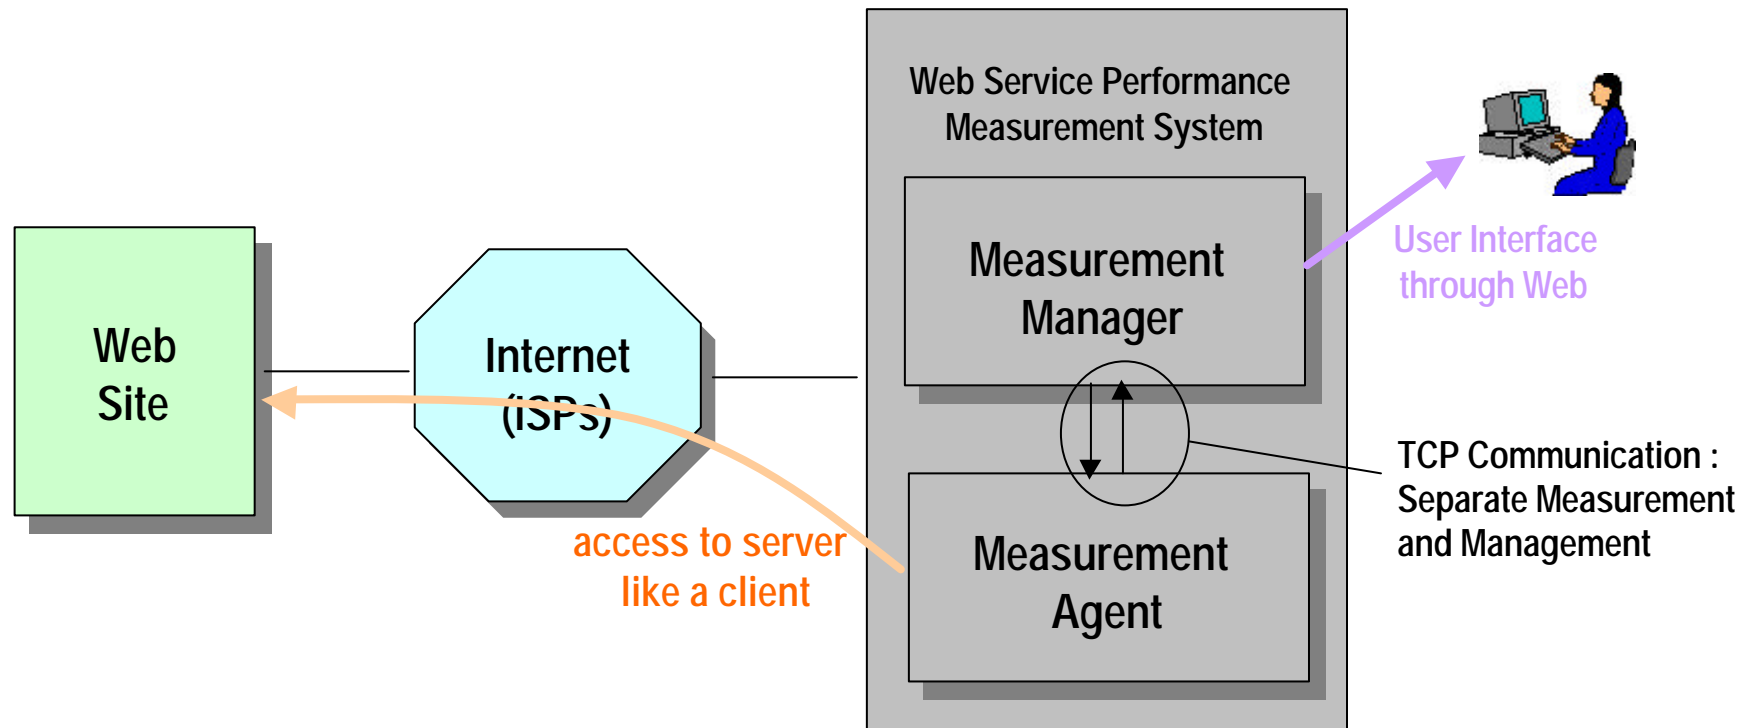 Web Service Performance
Measurement System
Measurement
Manager
User Interface
through Web
Web
Site
Internet
(ISPs)
TCP Communication :
Separate Measurement
and Management
access to server
like a client
Measurement
Agent